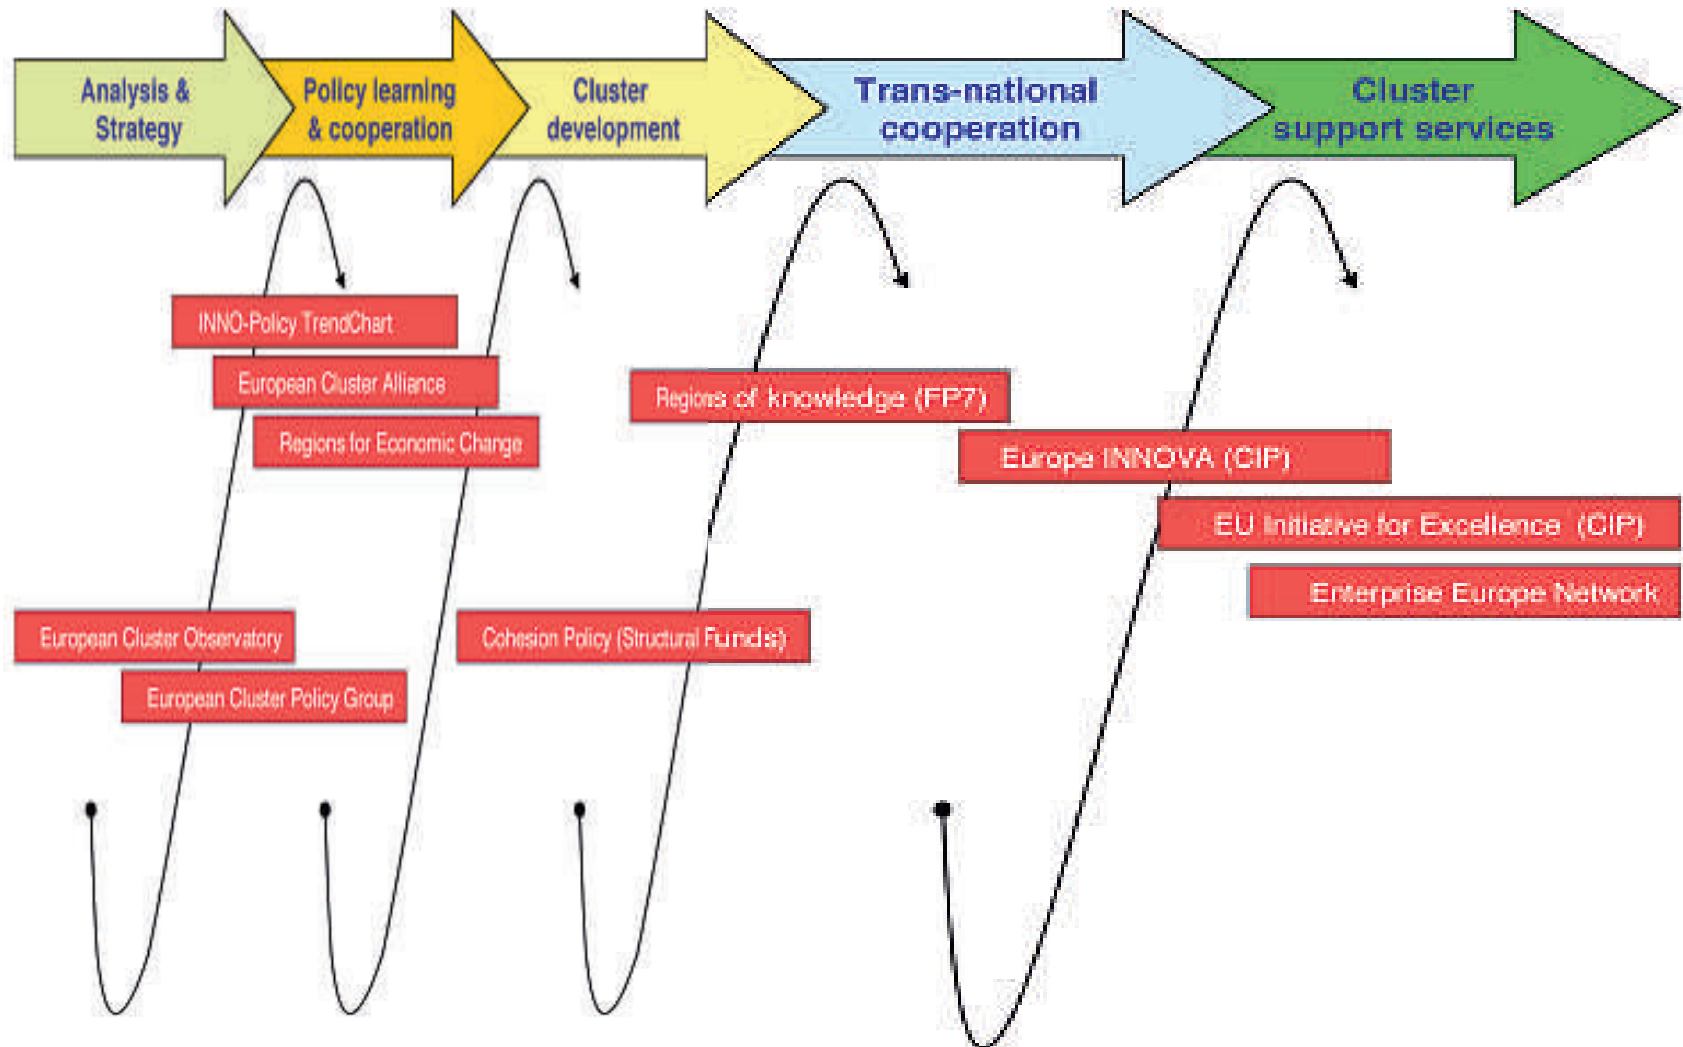 Analysis &
Strategy
Policy learning
& cooperation
Cluster
development
Trans-national
cooperation
Cluster
support services
INNO-Policy TrendChart
European Cluster Alliance
Regions for Economic Change
Regions of knowledge (FP7)
Europe INNOVA (CIP)
EU Initiative for Excellence (CIP)
Enterprise Europe Network
European Cluster Observatory
European Cluster Policy Group
Cohesion Policy (Structural Funds)